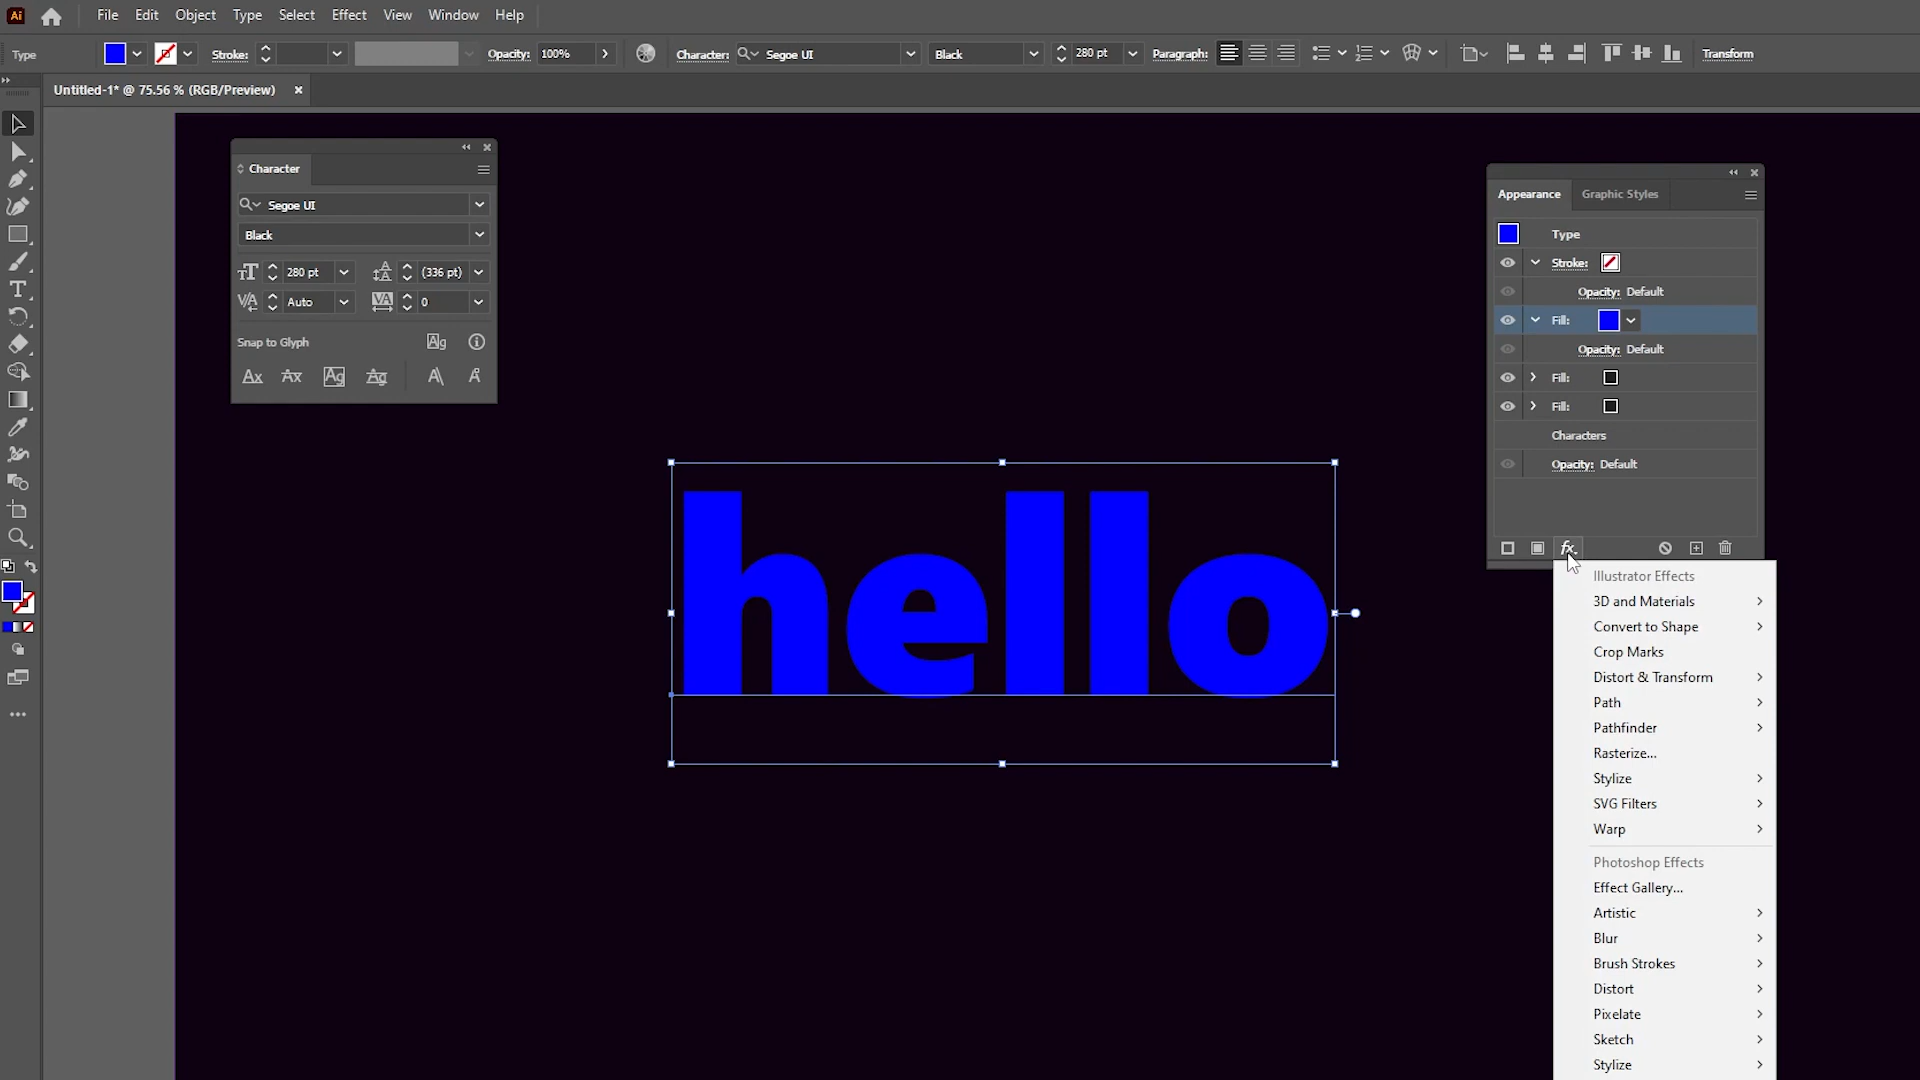 Ai File Edit Object Type Select Effect View Window Help
Type Stroke: Opacity: 100% Character: Segoe UI Black 280 pt Paragraph: Transform
Untitled-1* @ 75.56 % (RGB/Preview) ×
Character
Segoe UI
Black
280 pt (336 pt)
Auto 0
Snap to Glyph
hello
Appearance Graphic Styles
Type
Stroke:
Opacity: Default
Fill:
Opacity: Default
Fill:
Fill:
Characters
Opacity: Default
fx
Illustrator Effects
3D and Materials
Convert to Shape
Crop Marks
Distort & Transform
Path
Pathfinder
Rasterize...
Stylize
SVG Filters
Warp
Photoshop Effects
Effect Gallery...
Artistic
Blur
Brush Strokes
Distort
Pixelate
Sketch
Stylize